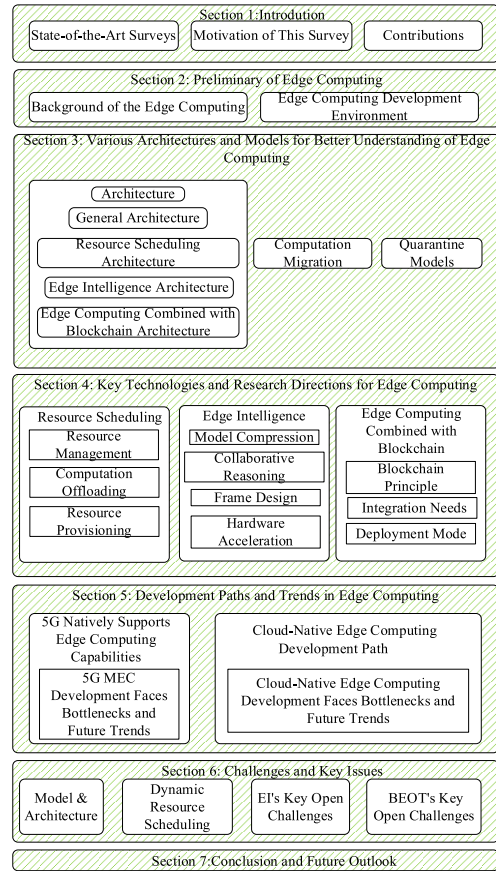 Section 1:Introdution
State-of-the-Art Surveys
Motivation of This Survey
Contributions
Section 2: Preliminary of Edge Computing
Background of the Edge Computing
Edge Computing Development
Environment
Section 3: Various Architectures and Models for Better Understanding of Edge
Computing
Architecture
General Architecture
Resource Scheduling
Architecture
Edge Intelligence Architecture
Edge Computing Combined with
Blockchain Architecture
Computation
Migration
Quarantine
Models
Section 4: Key Technologies and Research Directions for Edge Computing
Resource Scheduling
Resource
Management
Computation
Offloading
Resource
Provisioning
Edge Intelligence
Model Compression
Collaborative
Reasoning
Frame Design
Hardware
Acceleration
Edge Computing
Combined with
Blockchain
Blockchain
Principle
Integration Needs
Deployment Mode
Section 5: Development Paths and Trends in Edge Computing
5G Natively Supports
Edge Computing
Capabilities
5G MEC
Development Faces
Bottlenecks and
Future Trends
Cloud-Native Edge Computing
Development Path
Cloud-Native Edge Computing
Development Faces Bottlenecks and
Future Trends
Section 6: Challenges and Key Issues
Model &
Architecture
Dynamic
Resource
Scheduling
EI's Key Open
Challenges
BEOT's Key
Open Challenges
Section 7:Conclusion and Future Outlook